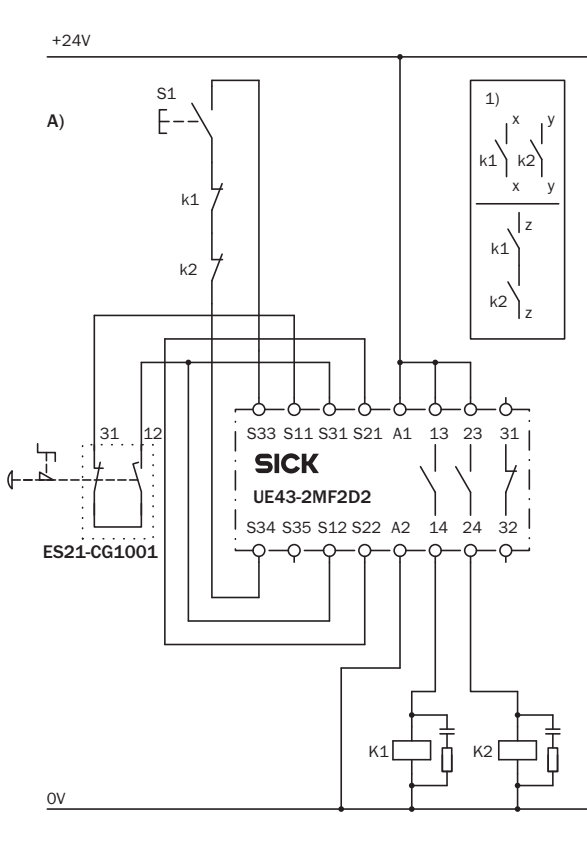 +24V
A)
S1
k1
k2
1)
x y
k1 k2
x y
z
k1
k2
z
31 12
ES21-CG1001
S33 S11 S31 S21 A1 13 23 31
SICK
UE43-2MF2D2
S34 S35 S12 S22 A2 14 24 32
K1 K2
0V